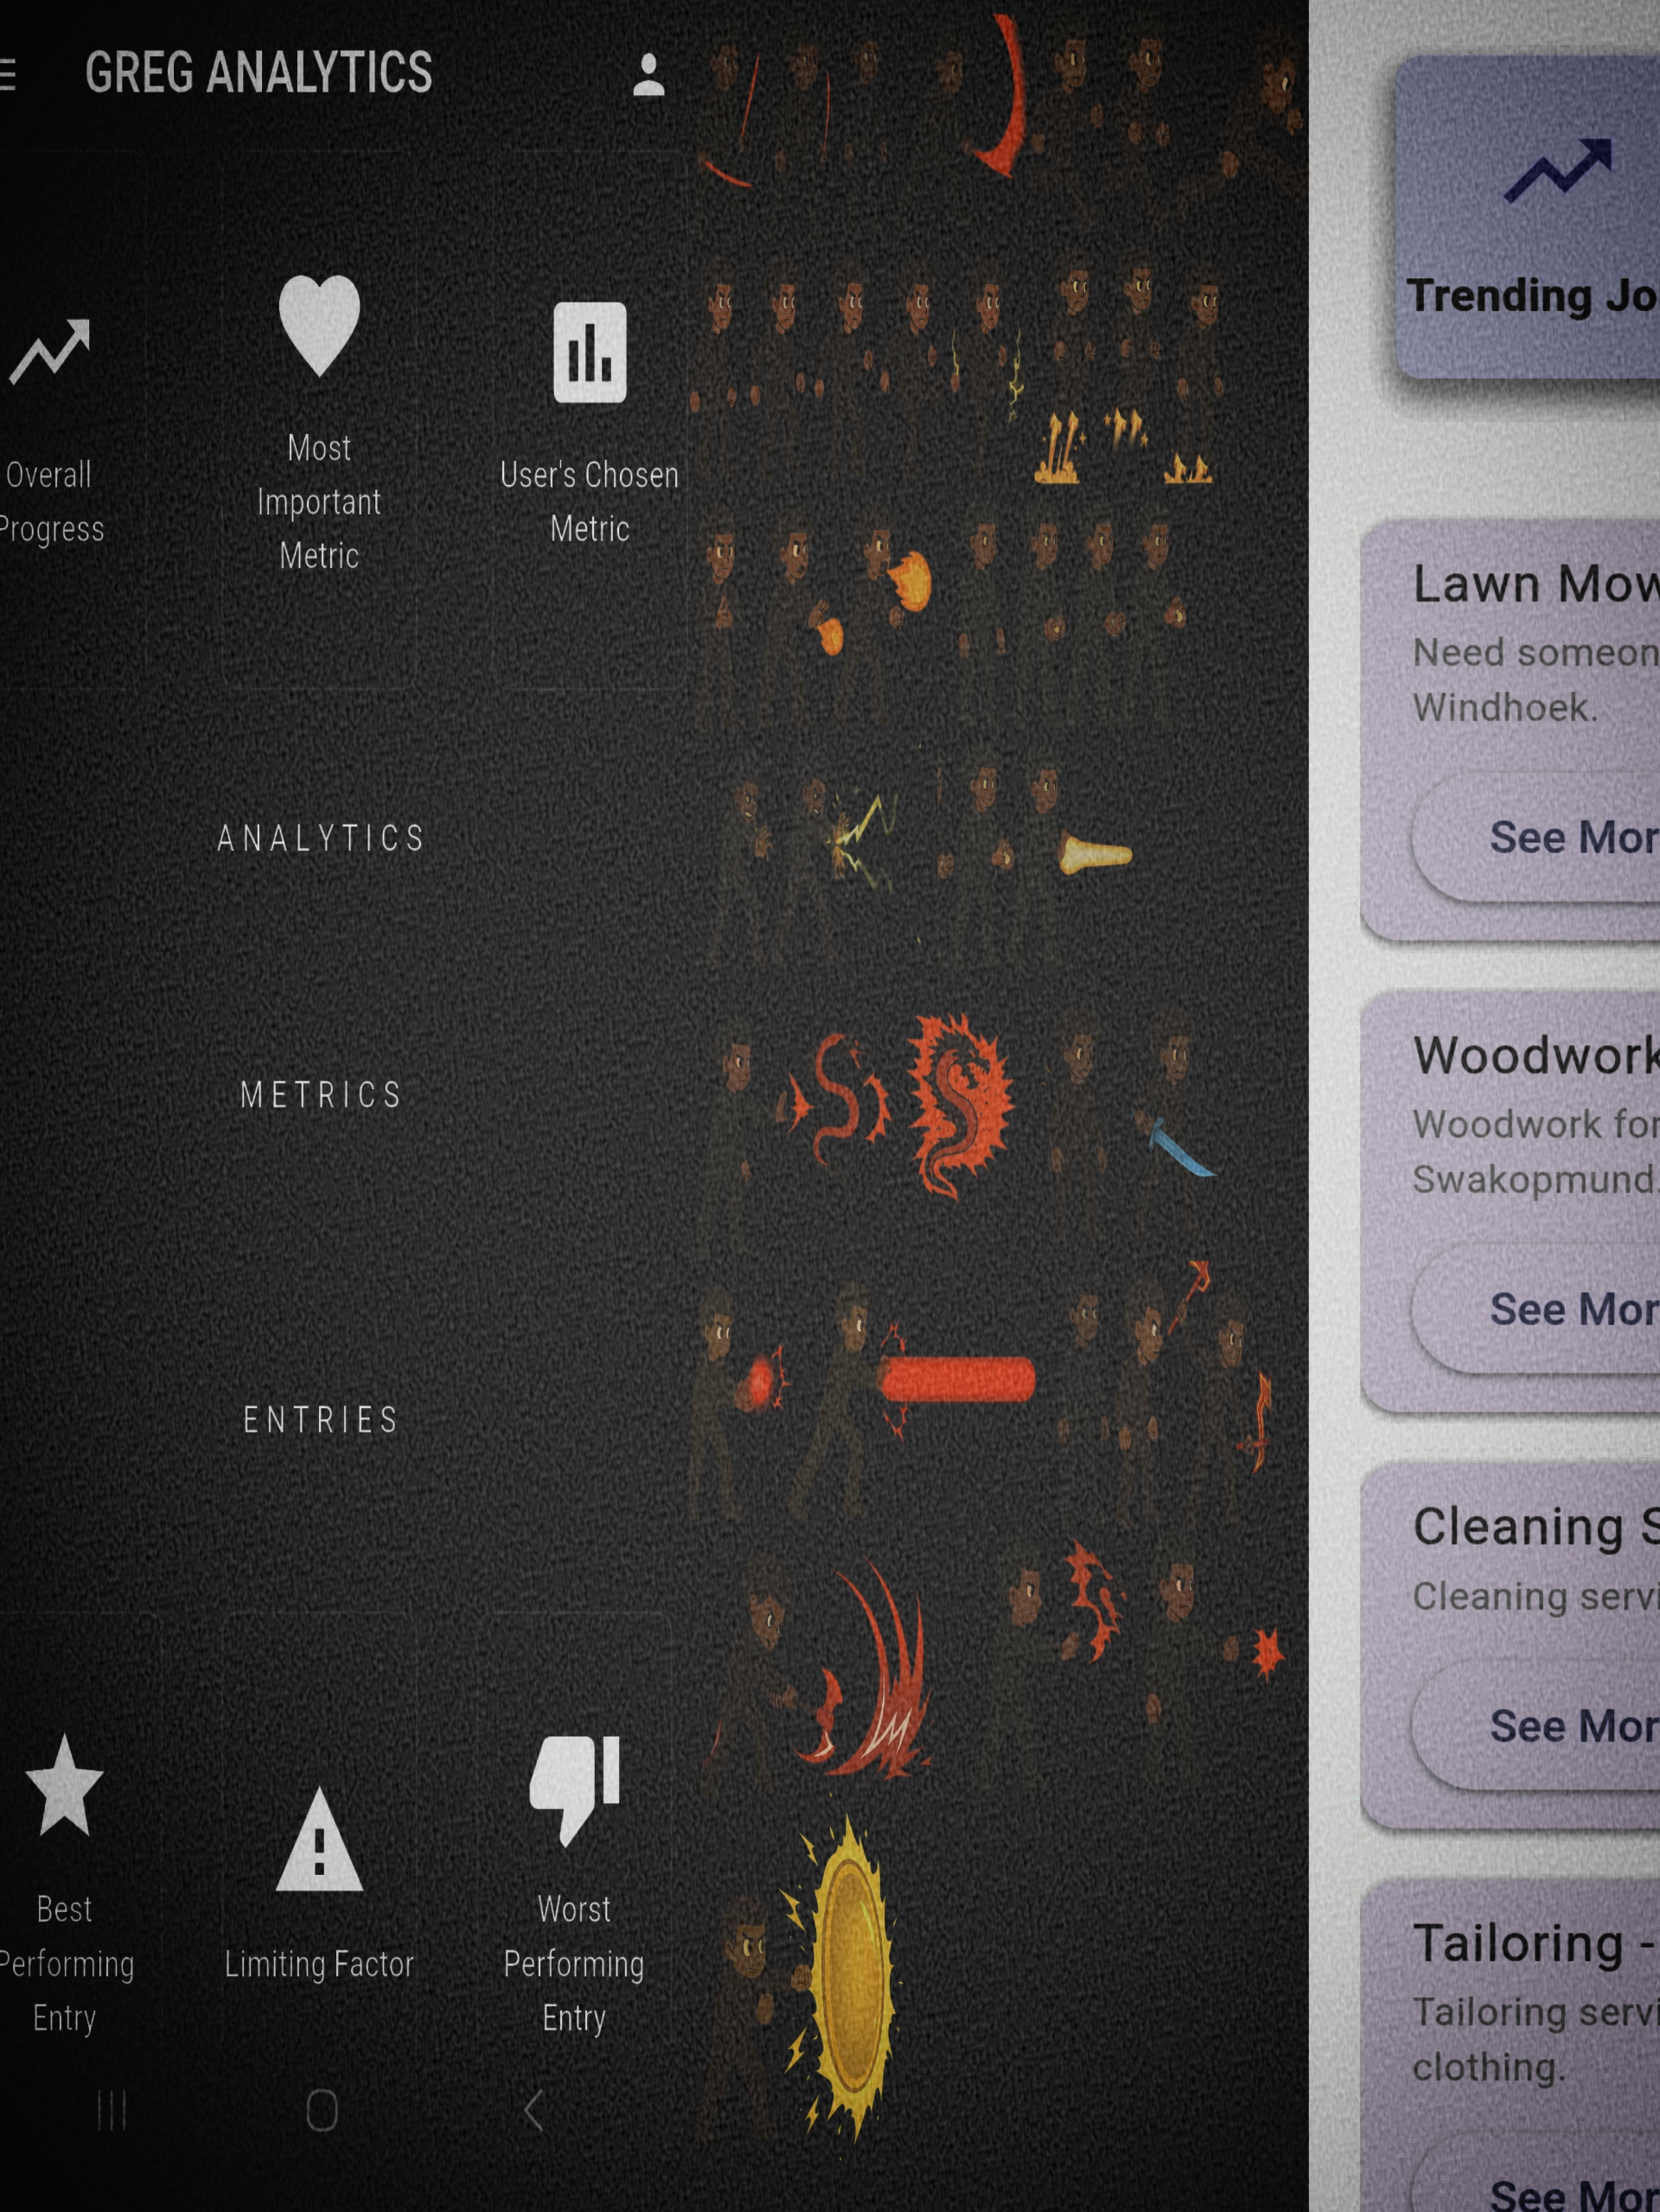 GREG ANALYTICS
Overall
Progress
Most
Important
Metric
User's Chosen
Metric
ANALYTICS
METRICS
ENTRIES
Best
Performing
Entry
Limiting Factor
Worst
Performing
Entry
Trending Jo
Lawn Mow
Need someon
Windhoek.
See Mor
Woodwork
Woodwork for
Swakopmund.
See Mor
Cleaning S
Cleaning servi
See Mor
Tailoring -
Tailoring servi
clothing.
See Mor